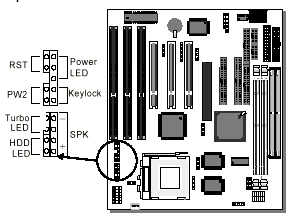 RST
Power
LED
PW2
Keylock
Turbo
LED
SPK
HDD
LED